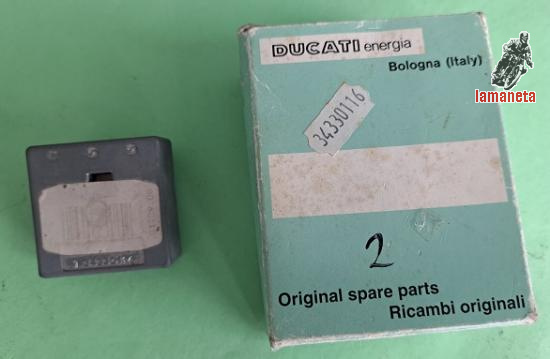 DUCATI energia
Bologna (Italy)
lamaneta
34330116
2
Original spare parts
Ricambi originali